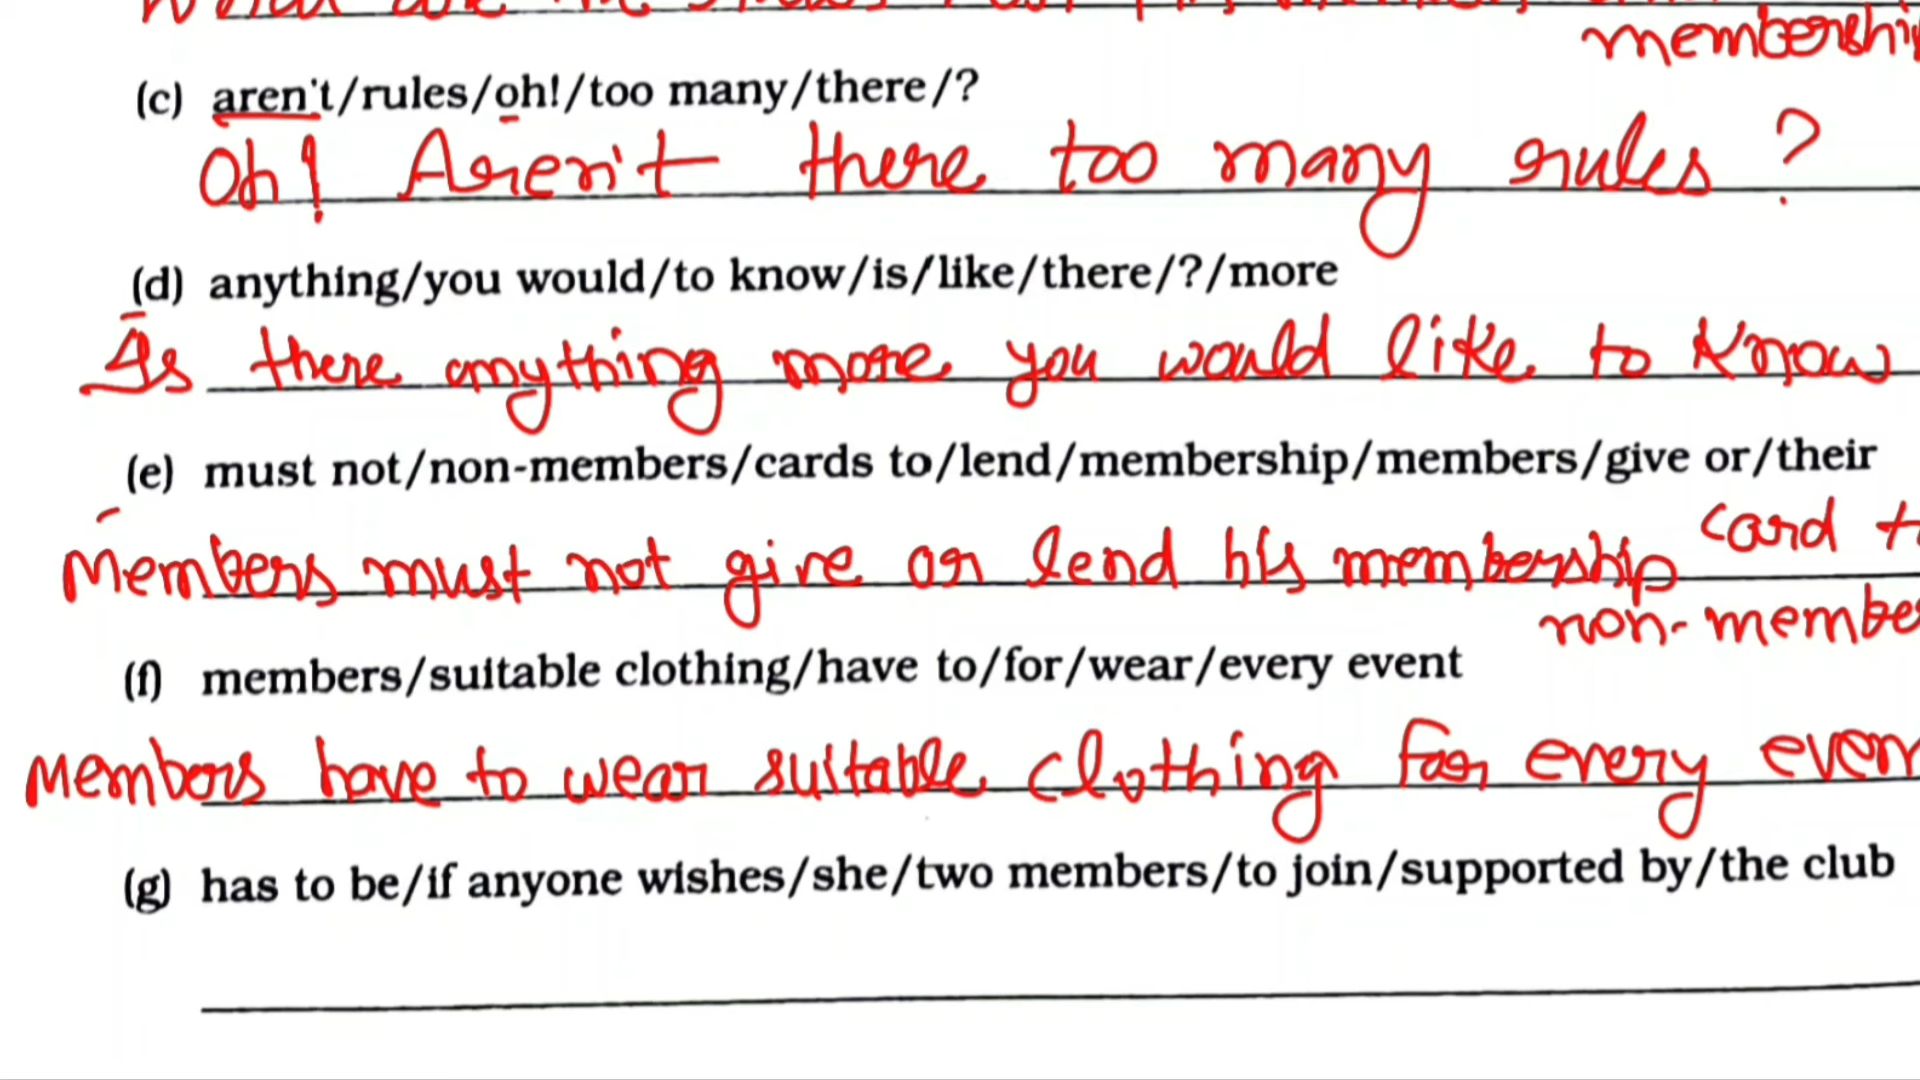 membershi
(c) aren't/rules/oh!/too many/there/?
Oh! Aren't there too many rules ?
(d) anything/you would/to know/is/like/there/?/more
Is there anything more you would like to know
(e) must not/non-members/cards to/lend/membership/members/give or/their
Members must not give or lend his membership card t
non-membe
(f) members/suitable clothing/have to/for/wear/every event
Members have to wear suitable clothing for every even
(g) has to be/if anyone wishes/she/two members/to join/supported by/the club